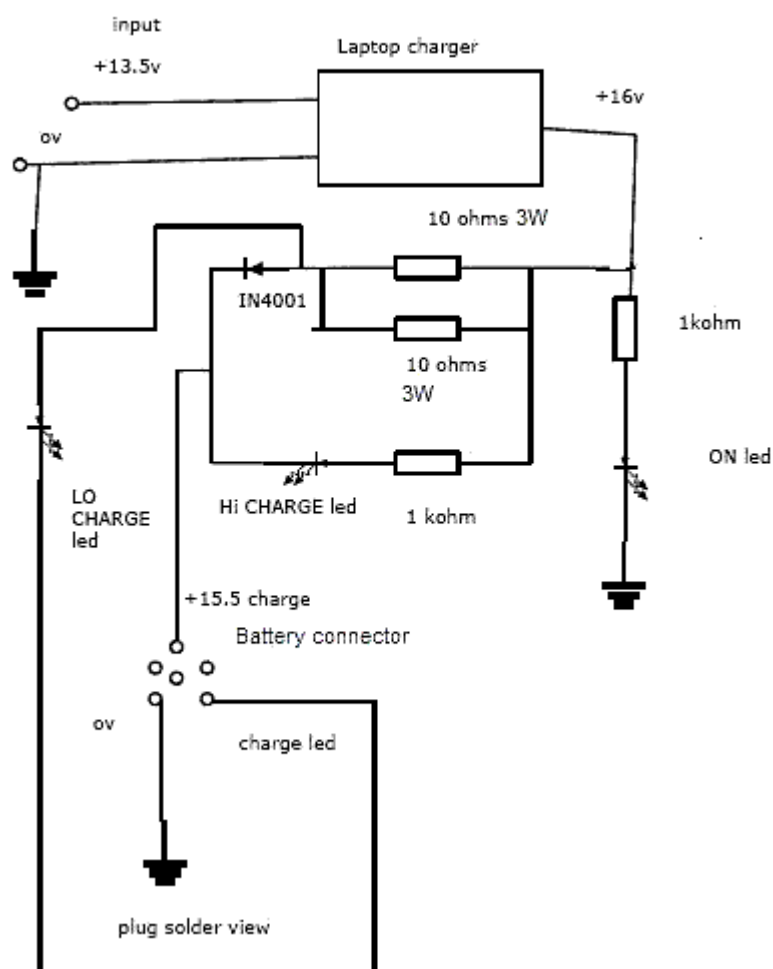 input
+13.5v
Laptop charger
+16v
ov
10 ohms 3W
IN4001
1kohm
10 ohms
3W
ON led
LO
CHARGE
led
Hi CHARGE led
1 kohm
+15.5 charge
Battery connector
ov
charge led
plug solder view